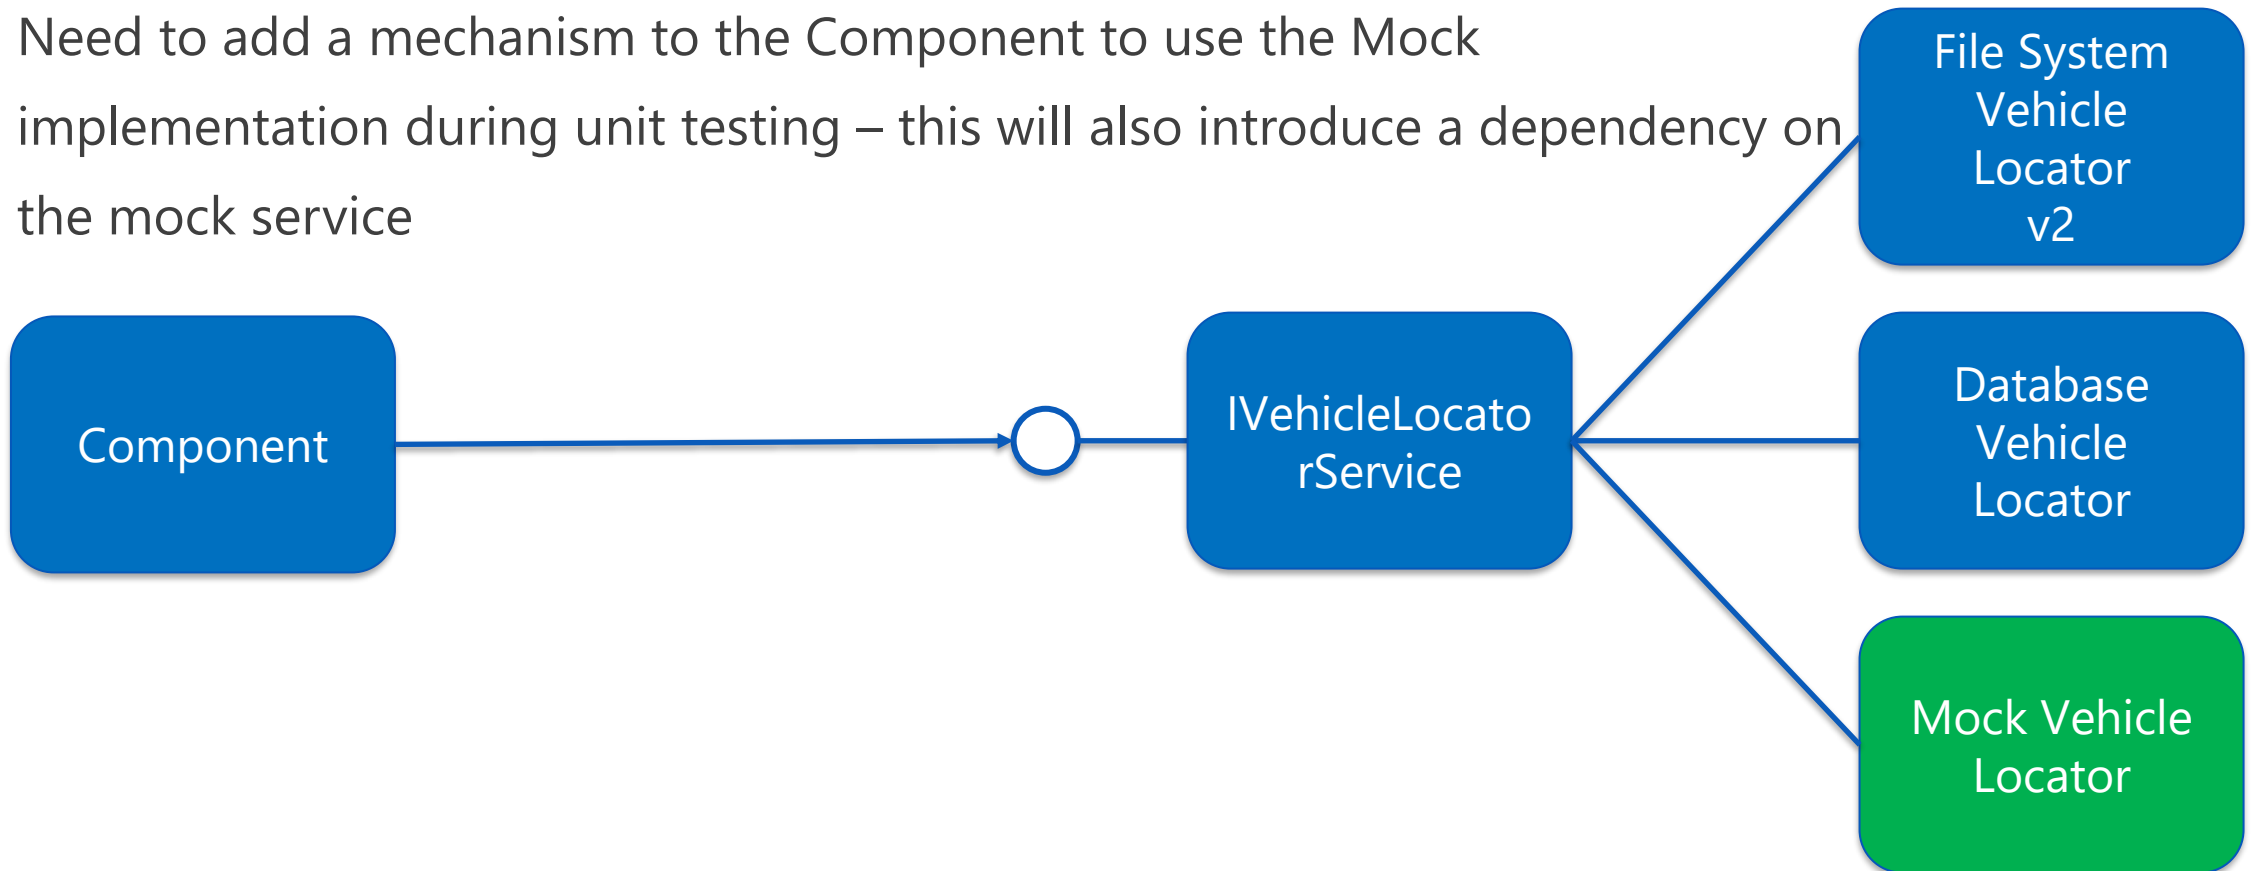 Need to add a mechanism to the Component to use the Mock
implementation during unit testing – this will also introduce a dependency on
the mock service
File System
Vehicle
Locator
v2
Component
IVehicleLocato
rService
Database
Vehicle
Locator
Mock Vehicle
Locator